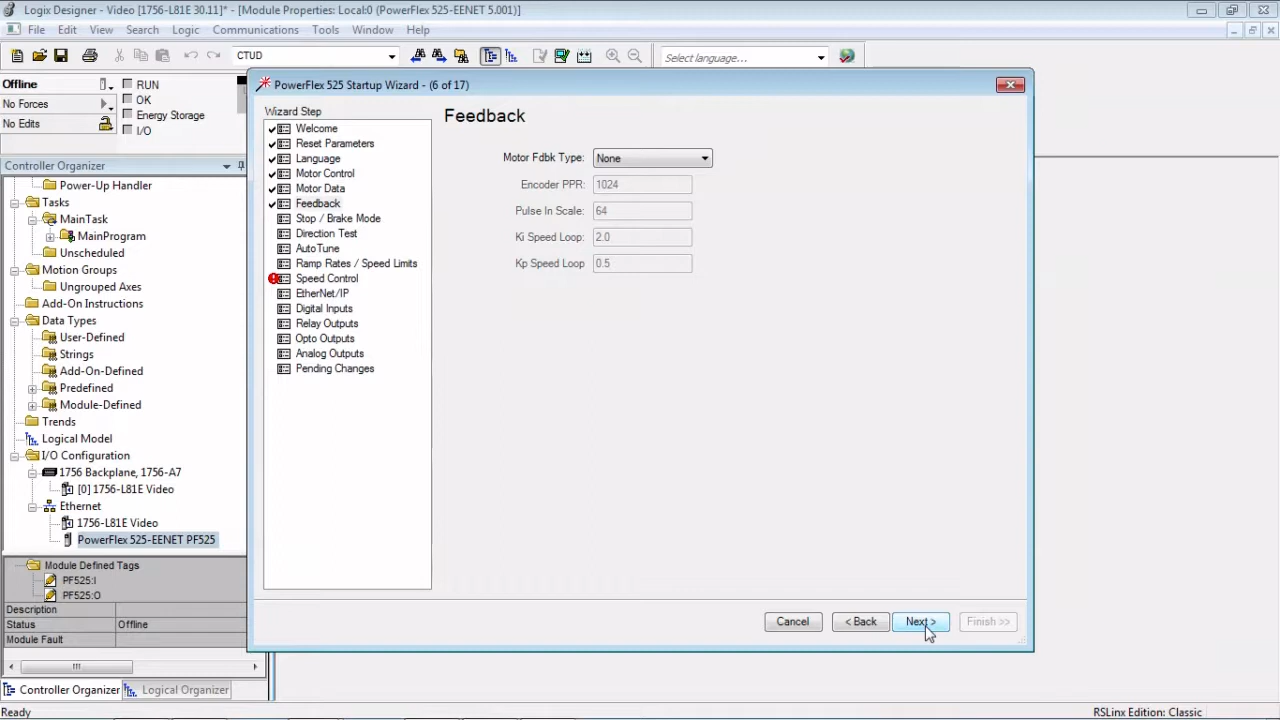 Logix Designer - Video [1756-L81E 30.11]* - [Module Properties: Local:0 (PowerFlex 525-EENET 5.001)]
File Edit View Search Logic Communications Tools Window Help
CTUD
Select language...
Offline
RUN
No Forces
OK
No Edits
Energy Storage
I/O
Controller Organizer
Power-Up Handler
Tasks
MainTask
MainProgram
Unscheduled
Motion Groups
Ungrouped Axes
Add-On Instructions
Data Types
User-Defined
Strings
Add-On-Defined
Predefined
Module-Defined
Trends
Logical Model
I/O Configuration
1756 Backplane, 1756-A7
[0] 1756-L81E Video
Ethernet
1756-L81E Video
PowerFlex 525-EENET PF525
Module Defined Tags
PF525:I
PF525:O
Description
Status Offline
Module Fault
Controller Organizer Logical Organizer
PowerFlex 525 Startup Wizard - (6 of 17)
Wizard Step
Welcome
Reset Parameters
Language
Motor Control
Motor Data
Feedback
Stop / Brake Mode
Direction Test
AutoTune
Ramp Rates / Speed Limits
Speed Control
EtherNet/IP
Digital Inputs
Relay Outputs
Opto Outputs
Analog Outputs
Pending Changes
Feedback
Motor Fdbk Type: None
Encoder PPR: 1024
Pulse In Scale: 64
Ki Speed Loop: 2.0
Kp Speed Loop 0.5
Cancel < Back Next > Finish >>
Ready
RSLinx Edition: Classic